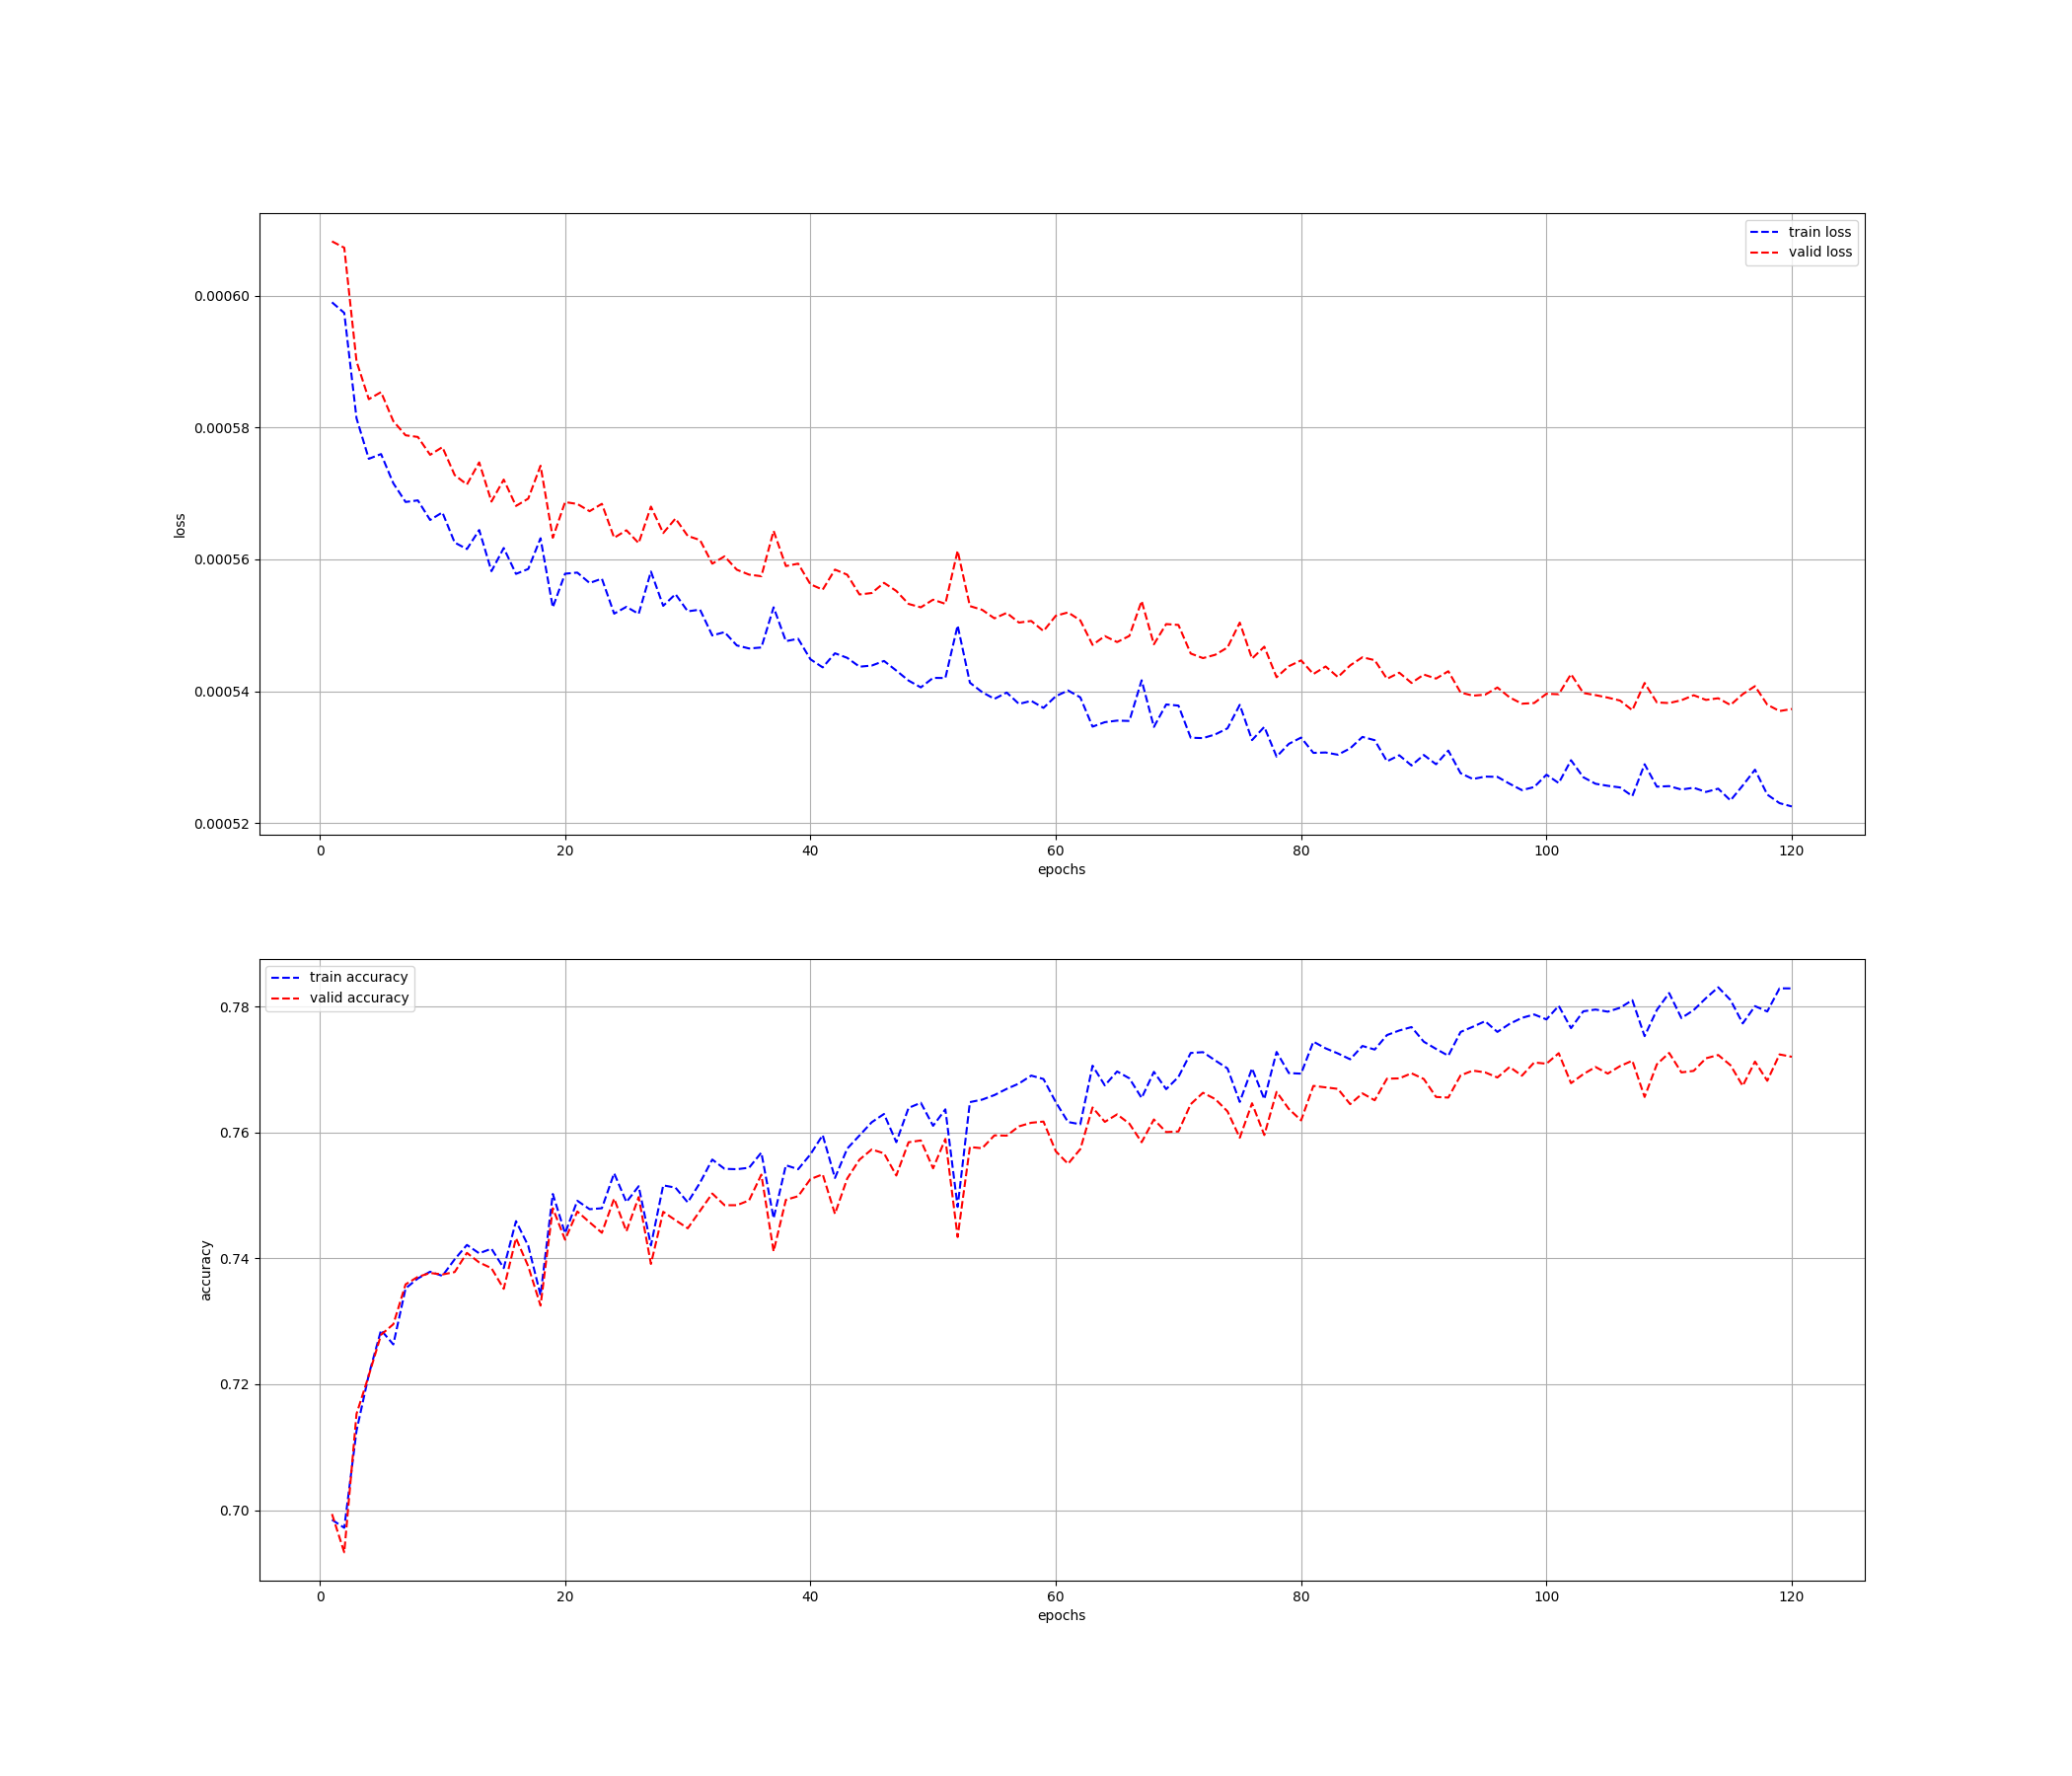 train loss
valid loss
0.00060
0.00058
0.00056
0.00054
0.00052
loss
0 20 40 60 80 100 120
epochs
train accuracy
valid accuracy
0.78
0.76
0.74
0.72
0.70
accuracy
0 20 40 60 80 100 120
epochs